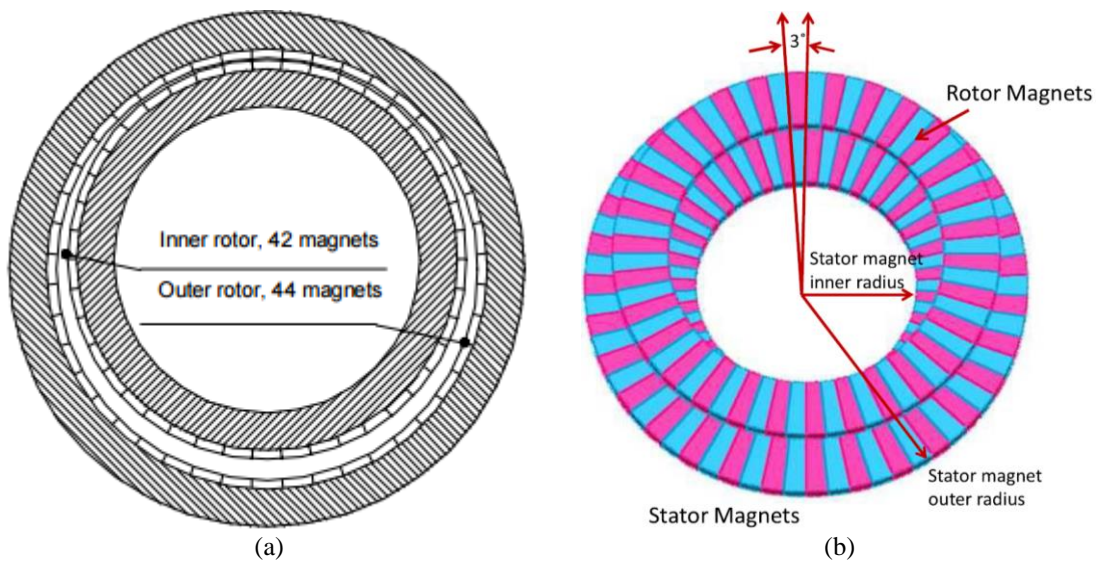 Inner rotor, 42 magnets
Outer rotor, 44 magnets
(a)
3°
Rotor Magnets
Stator magnet
inner radius
Stator magnet
outer radius
Stator Magnets
(b)